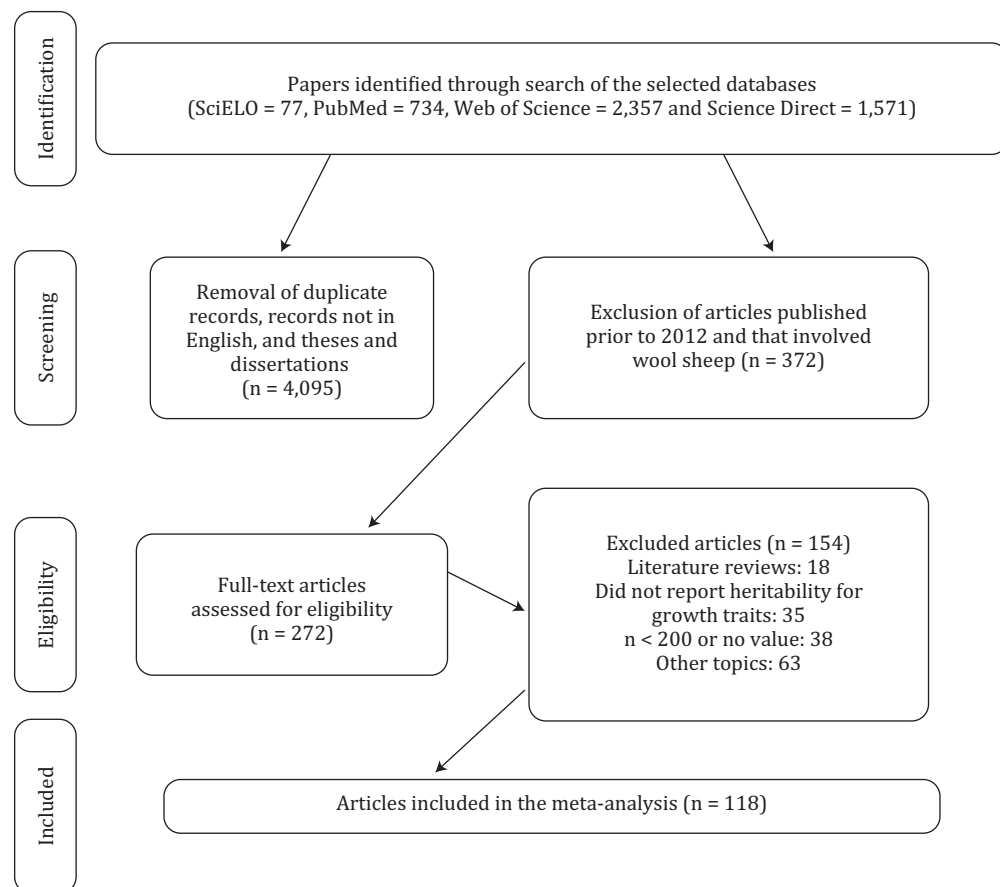 Identification
Papers identified through search of the selected databases
(SciELO = 77, PubMed = 734, Web of Science = 2,357 and Science Direct = 1,571)
Screening
Removal of duplicate
records, records not in
English, and theses and
dissertations
(n = 4,095)
Exclusion of articles published
prior to 2012 and that involved
wool sheep (n = 372)
Eligibility
Full-text articles
assessed for eligibility
(n = 272)
Excluded articles (n = 154)
Literature reviews: 18
Did not report heritability for
growth traits: 35
n < 200 or no value: 38
Other topics: 63
Included
Articles included in the meta-analysis (n = 118)